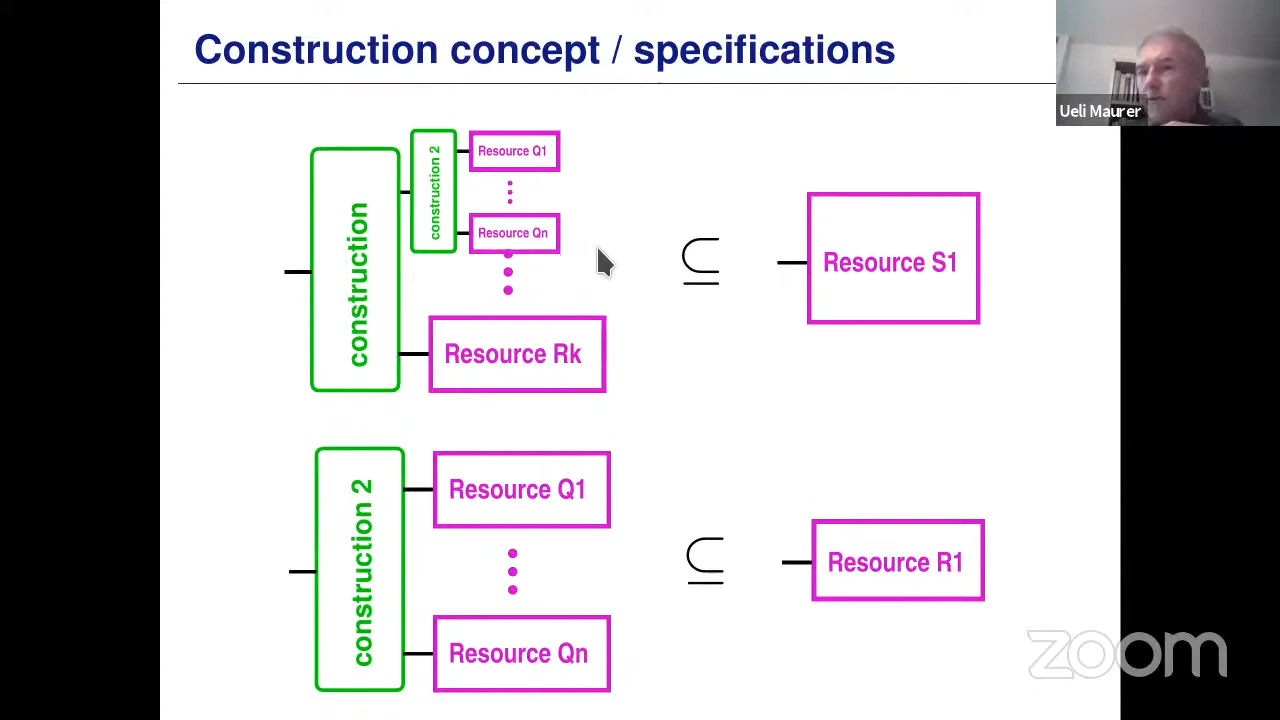 Construction concept / specifications
Ueli Maurer
construction
construction 2
Resource Q1
Resource Qn
Resource Rk
⊆
Resource S1
construction 2
Resource Q1
Resource Qn
⊆
Resource R1
zoom